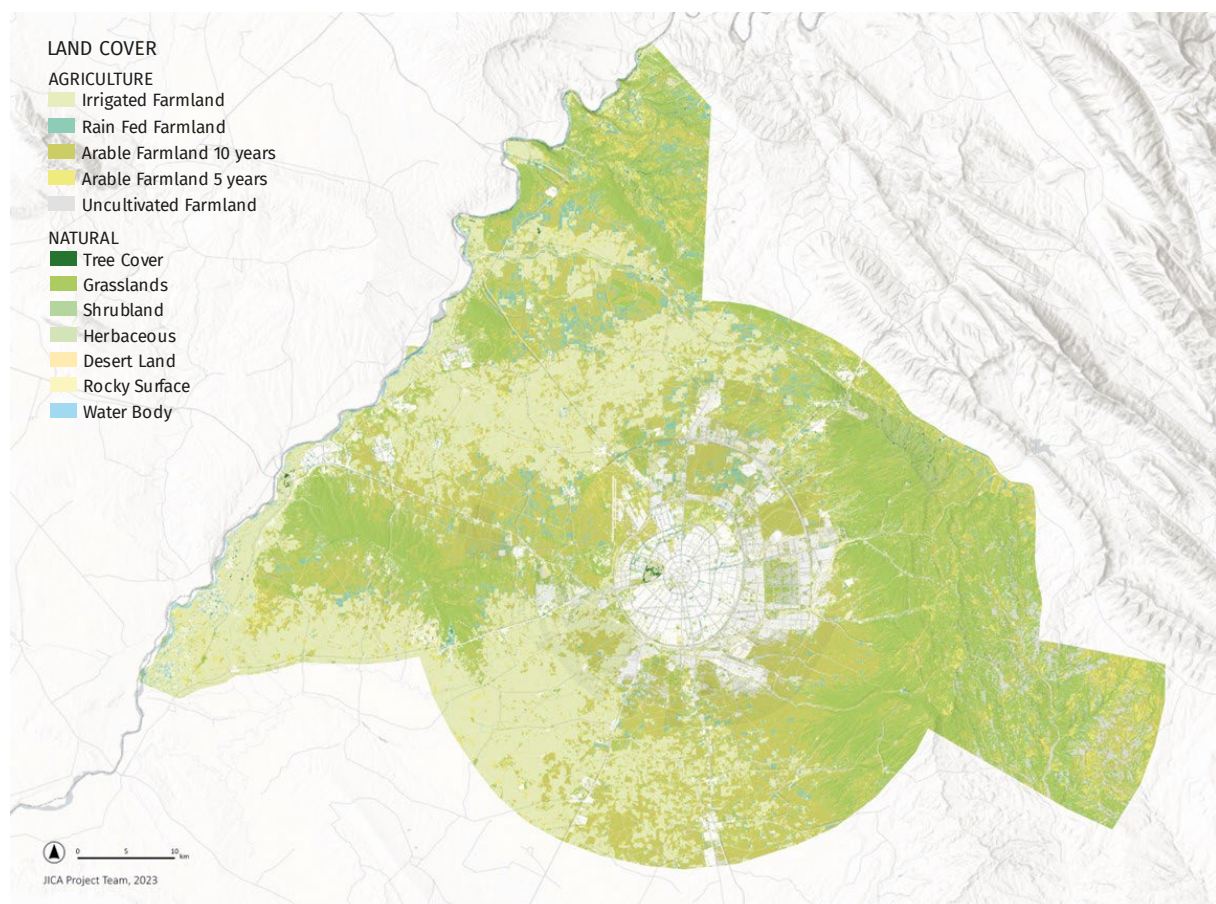 LAND COVER
AGRICULTURE
Irrigated Farmland
Rain Fed Farmland
Arable Farmland 10 years
Arable Farmland 5 years
Uncultivated Farmland
NATURAL
Tree Cover
Grasslands
Shrubland
Herbaceous
Desert Land
Rocky Surface
Water Body
0 5 10
km
JICA Project Team, 2023